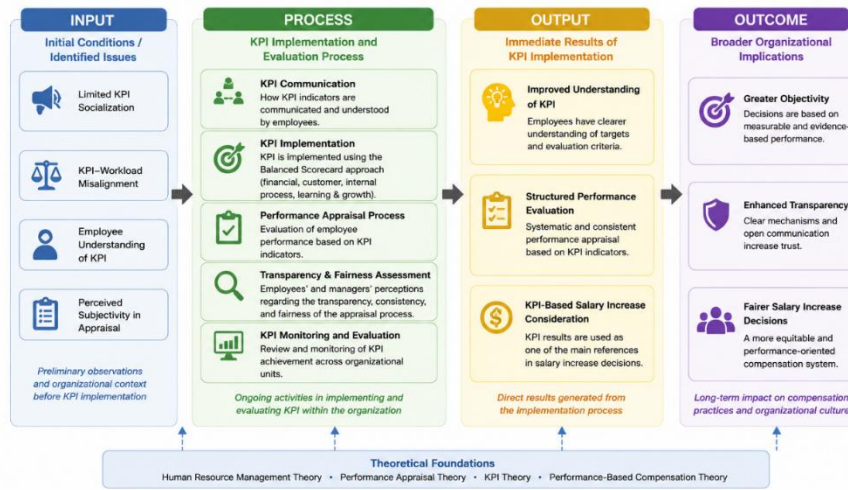 INPUT
Initial Conditions /
Identified Issues
Limited KPI
Socialization
KPI–Workload
Misalignment
Employee
Understanding
of KPI
Perceived
Subjectivity in
Appraisal
Preliminary observations
and organizational context
before KPI implementation
PROCESS
KPI Implementation and
Evaluation Process
KPI Communication
How KPI indicators are
communicated and understood
by employees.
KPI Implementation
KPI is implemented using the
Balanced Scorecard approach
(financial, customer, internal
process, learning & growth).
Performance Appraisal Process
Evaluation of employee
performance based on KPI
indicators.
Transparency & Fairness Assessment
Employees' and managers' perceptions
regarding the transparency, consistency,
and fairness of the appraisal process.
KPI Monitoring and Evaluation
Review and monitoring of KPI
achievement across organizational
units.
Ongoing activities in implementing and
evaluating KPI within the organization
OUTPUT
Immediate Results of
KPI Implementation
Improved Understanding
of KPI
Employees have clearer
understanding of targets
and evaluation criteria.
Structured Performance
Evaluation
Systematic and consistent
performance appraisal
based on KPI indicators.
KPI-Based Salary Increase
Consideration
KPI results are used as
one of the main references
in salary increase decisions.
Direct results generated from
the implementation process
OUTCOME
Broader Organizational
Implications
Greater Objectivity
Decisions are based on
measurable and evidence-
based performance.
Enhanced Transparency
Clear mechanisms and
open communication
increase trust.
Fairer Salary Increase
Decisions
A more equitable and
performance-oriented
compensation system.
Long-term impact on compensation
practices and organizational culture
Theoretical Foundations
Human Resource Management Theory • Performance Appraisal Theory • KPI Theory • Performance-Based Compensation Theory